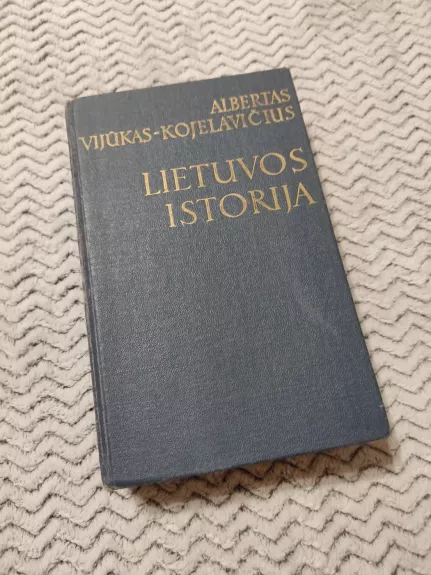 ALBERTAS
VIJŪKAS-KOJELAVIČIUS
LIETUVOS
ISTORIJA